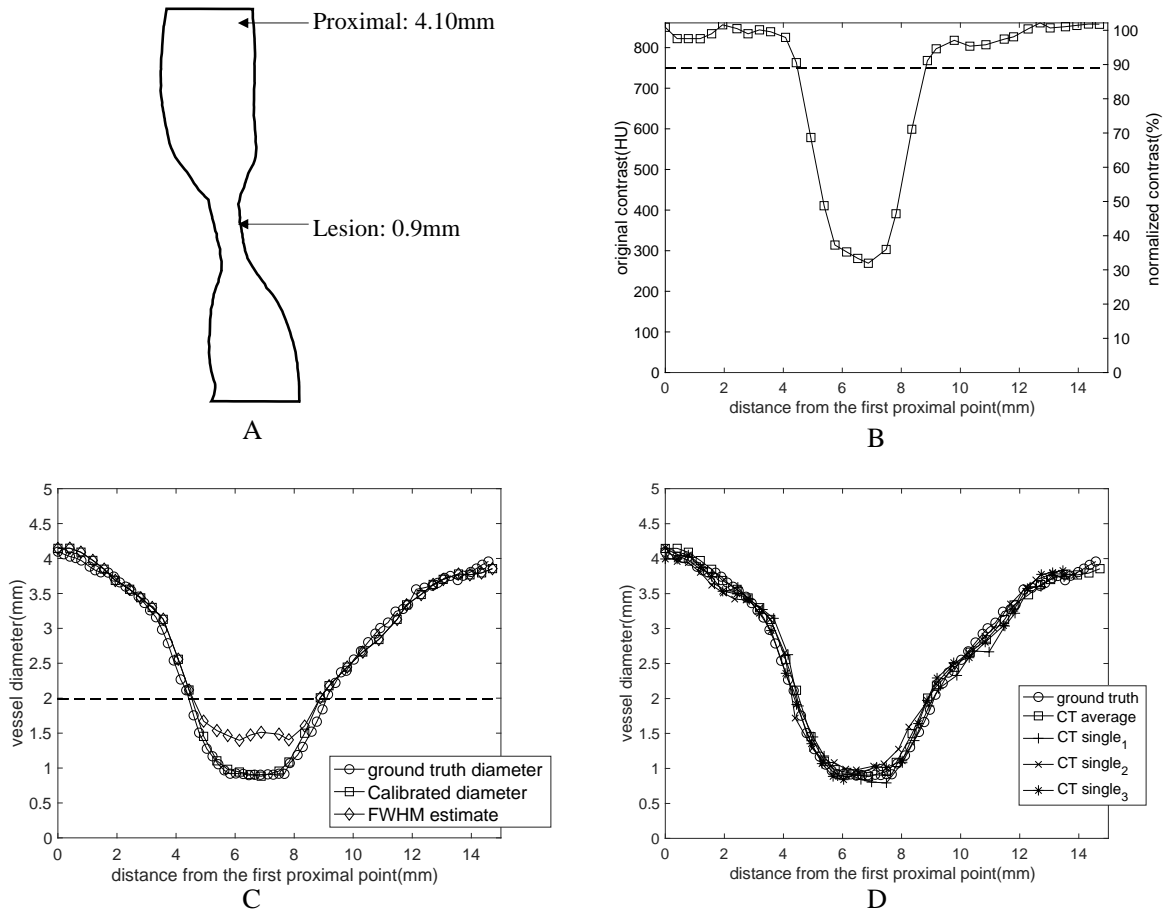 Proximal: 4.10mm
Lesion: 0.9mm
A
original contrast(HU)
800
700
600
500
400
300
200
100
0
normalized contrast(%)
100
90
80
70
60
50
40
30
20
10
0
0 2 4 6 8 10 12 14
distance from the first proximal point(mm)
B
vessel diameter(mm)
5
4.5
4
3.5
3
2.5
2
1.5
1
0.5
0
0 2 4 6 8 10 12 14
distance from the first proximal point(mm)
ground truth diameter
Calibrated diameter
FWHM estimate
C
vessel diameter(mm)
5
4.5
4
3.5
3
2.5
2
1.5
1
0.5
0
0 2 4 6 8 10 12 14
distance from the first proximal point(mm)
ground truth
CT average
CT single1
CT single2
CT single3
D